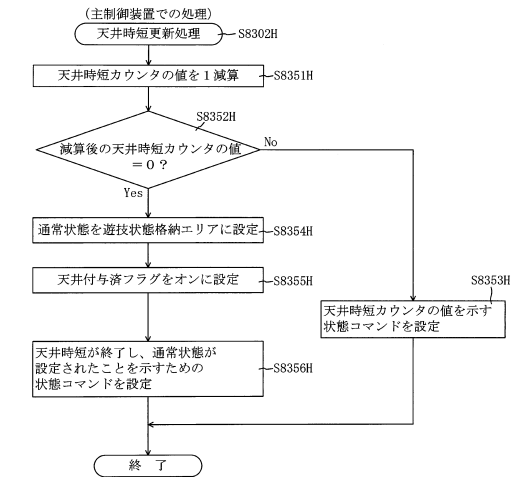 （主制御装置での処理）
天井時短更新処理
S8302H
天井時短カウンタの値を１減算
S8351H
S8352H
減算後の天井時短カウンタの値
＝０？
No
Yes
通常状態を遊技状態格納エリアに設定
S8354H
天井付与済フラグをオンに設定
S8355H
S8353H
天井時短カウンタの値を示す
状態コマンドを設定
天井時短が終了し、通常状態が
設定されたことを示すための
状態コマンドを設定
S8356H
終　了